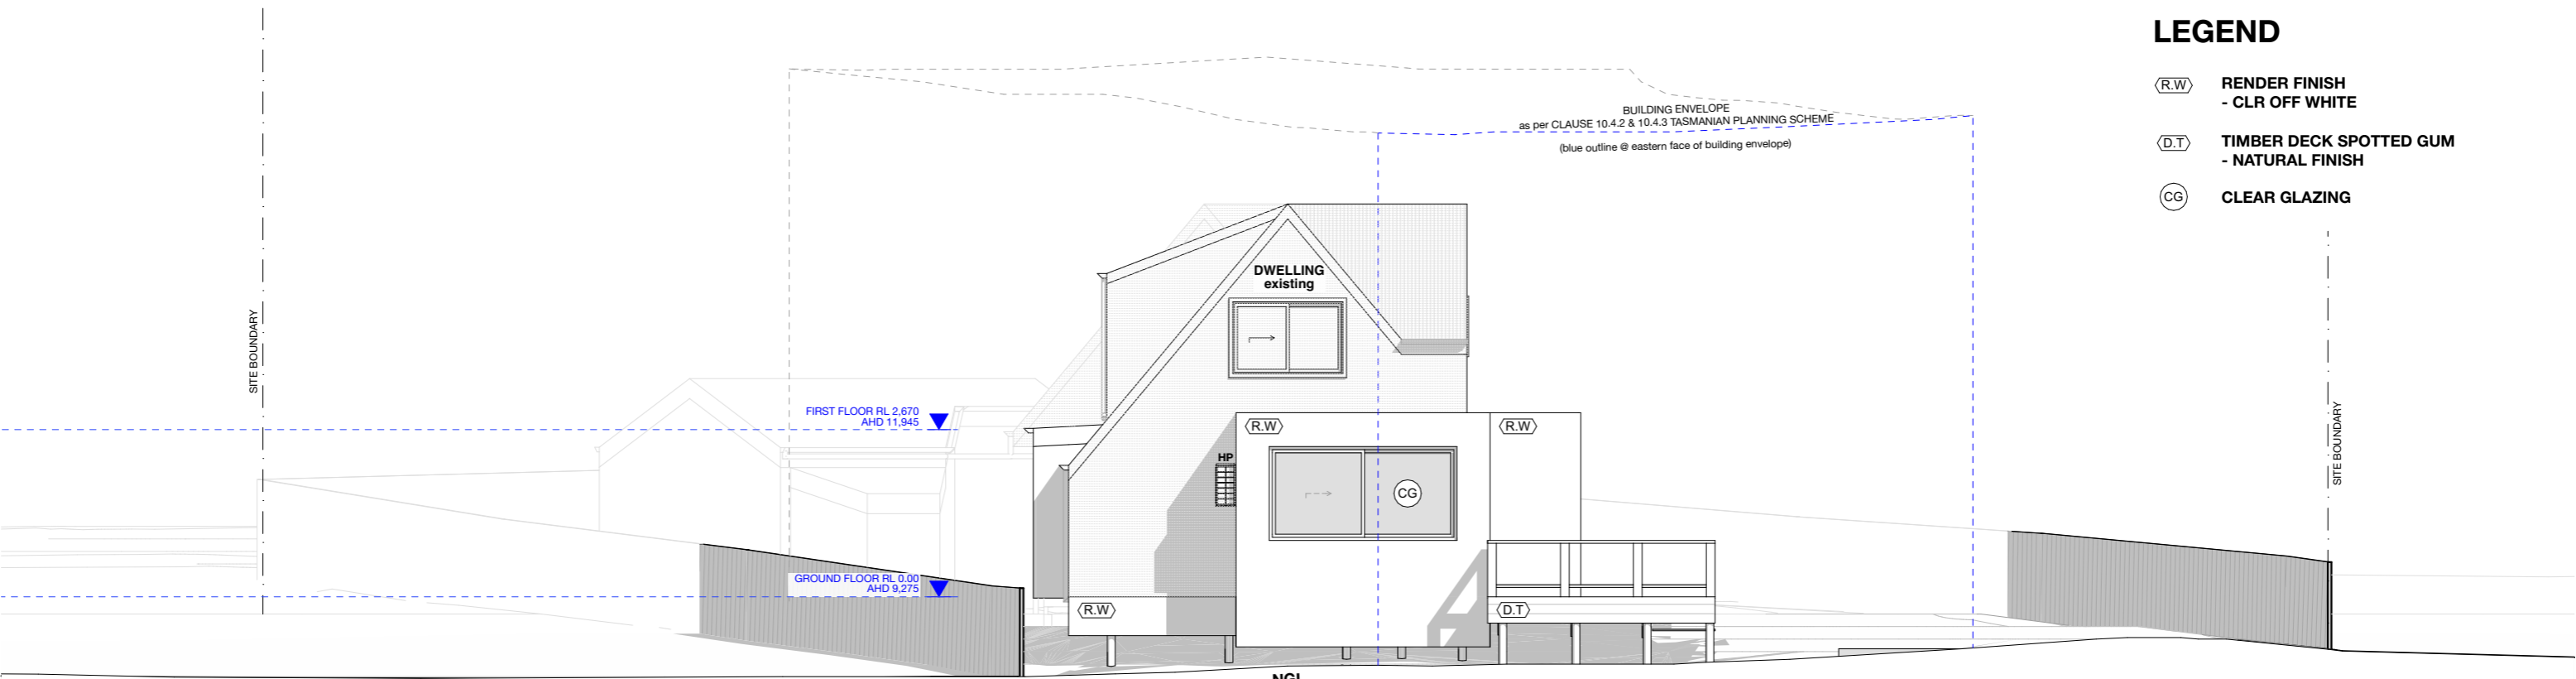 LEGEND
R.W RENDER FINISH
- CLR OFF WHITE
D.T TIMBER DECK SPOTTED GUM
- NATURAL FINISH
CG CLEAR GLAZING
BUILDING ENVELOPE
as per CLAUSE 10.4.2 & 10.4.3 TASMANIAN PLANNING SCHEME
(blue outline @ eastern face of building envelope)
SITE BOUNDARY
DWELLING
existing
FIRST FLOOR RL 2,670
AHD 11,945
R.W
R.W
SITE BOUNDARY
HP
CG
GROUND FLOOR RL 0.00
AHD 9,275
R.W
D.T
NGL